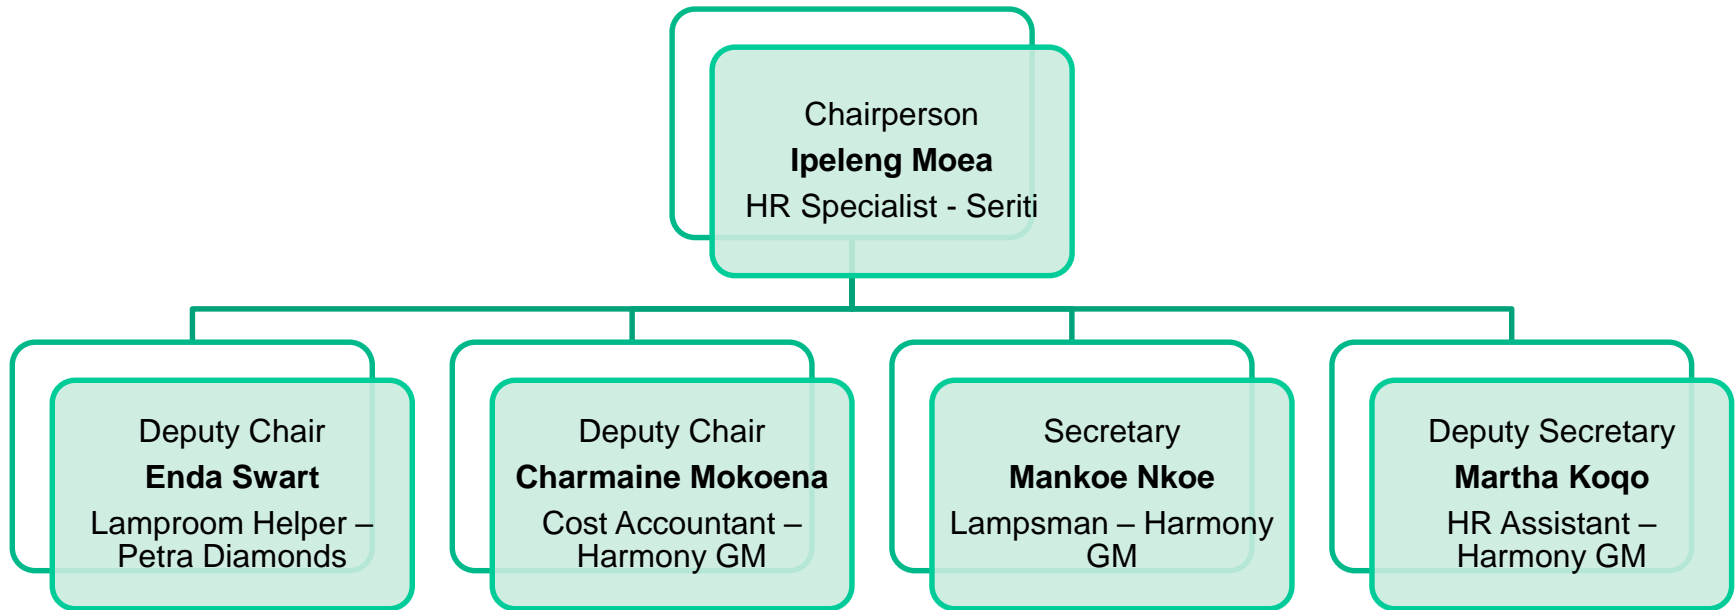 Chairperson
Ipeleng Moea
HR Specialist - Seriti
Deputy Chair
Enda Swart
Lamproom Helper –
Petra Diamonds
Deputy Chair
Charmaine Mokoena
Cost Accountant –
Harmony GM
Secretary
Mankoe Nkoe
Lampsman – Harmony
GM
Deputy Secretary
Martha Koqo
HR Assistant –
Harmony GM